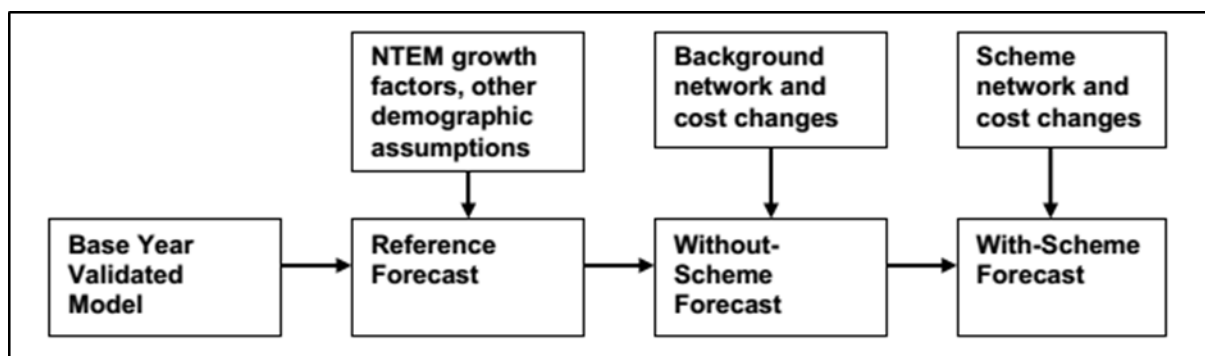 NTEM growth
factors, other
demographic
assumptions
Background
network and
cost changes
Scheme
network and
cost changes
Base Year
Validated
Model
Reference
Forecast
Without-
Scheme
Forecast
With-Scheme
Forecast